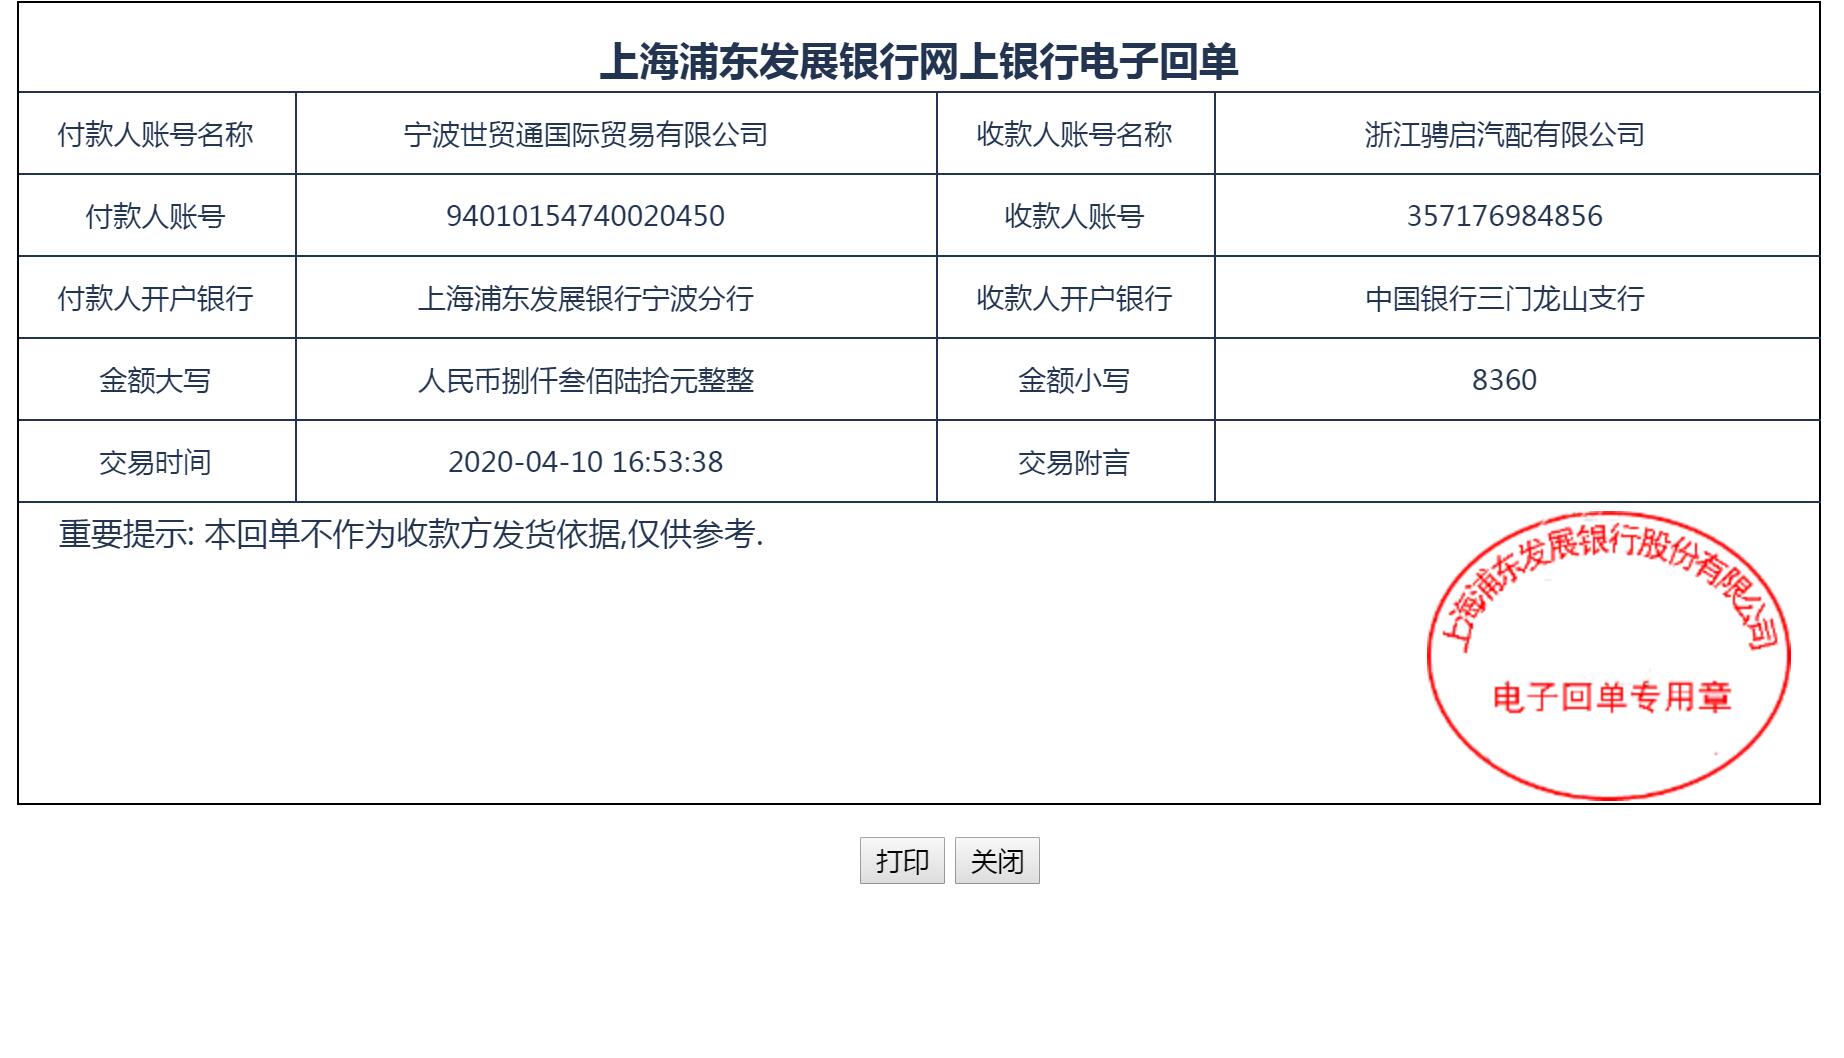 上海浦东发展银行网上银行电子回单
付款人账号名称 宁波世贸通国际贸易有限公司 收款人账号名称 浙江骋启汽配有限公司
付款人账号 94010154740020450 收款人账号 357176984856
付款人开户银行 上海浦东发展银行宁波分行 收款人开户银行 中国银行三门龙山支行
金额大写 人民币捌仟叁佰陆拾元整整 金额小写 8360
交易时间 2020-04-10 16:53:38 交易附言
重要提示: 本回单不作为收款方发货依据,仅供参考.
上海浦东发展银行股份有限公司
电子回单专用章
打印 关闭